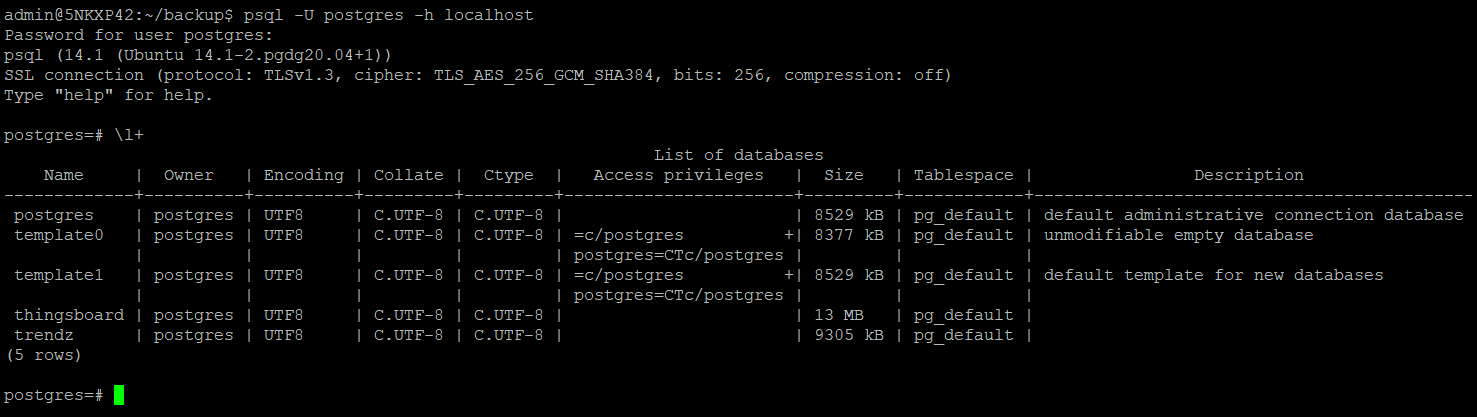 admin@5NKXP42:~/backup$ psql -U postgres -h localhost
Password for user postgres:
psql (14.1 (Ubuntu 14.1-2.pgdg20.04+1))
SSL connection (protocol: TLSv1.3, cipher: TLS_AES_256_GCM_SHA384, bits: 256, compression: off)
Type "help" for help.

postgres=# \l+
                                                                 List of databases
    Name     |  Owner   | Encoding | Collate | Ctype   |   Access privileges   |  Size   | Tablespace |                Description
-------------+----------+----------+---------+---------+-----------------------+---------+------------+--------------------------------------------
 postgres    | postgres | UTF8     | C.UTF-8 | C.UTF-8 |                       | 8529 kB | pg_default | default administrative connection database
 template0   | postgres | UTF8     | C.UTF-8 | C.UTF-8 | =c/postgres          +| 8377 kB | pg_default | unmodifiable empty database
             |          |          |         |         | postgres=CTc/postgres |         |            |
 template1   | postgres | UTF8     | C.UTF-8 | C.UTF-8 | =c/postgres          +| 8529 kB | pg_default | default template for new databases
             |          |          |         |         | postgres=CTc/postgres |         |            |
 thingsboard | postgres | UTF8     | C.UTF-8 | C.UTF-8 |                       | 13 MB   | pg_default |
 trendz      | postgres | UTF8     | C.UTF-8 | C.UTF-8 |                       | 9305 kB | pg_default |
(5 rows)

postgres=#